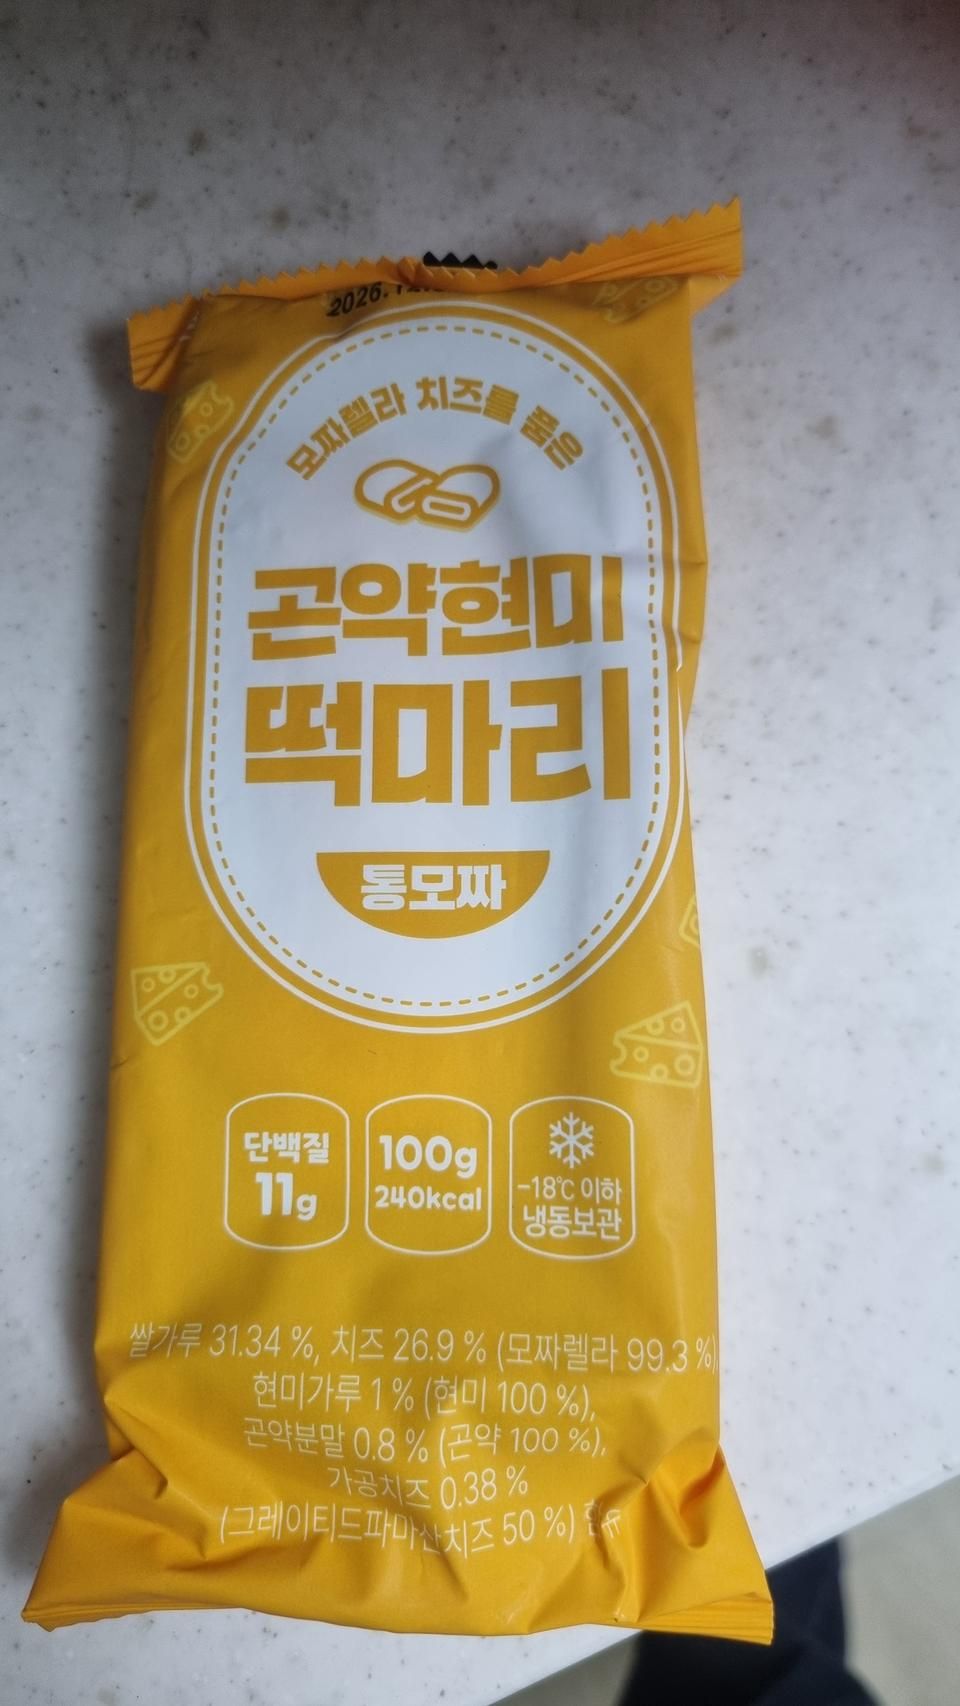 2026.
모짜렐라 치즈를 품은
곤약현미
떡마리
통모짜
단백질
11g
100g
240kcal
-18℃ 이하
냉동보관
쌀가루 31.34 %, 치즈 26.9 % (모짜렐라 99.3 %),
현미가루 1 % (현미 100 %),
곤약분말 0.8 % (곤약 100 %),
가공치즈 0.38 %
(그레이티드파마산치즈 50 %) 함유